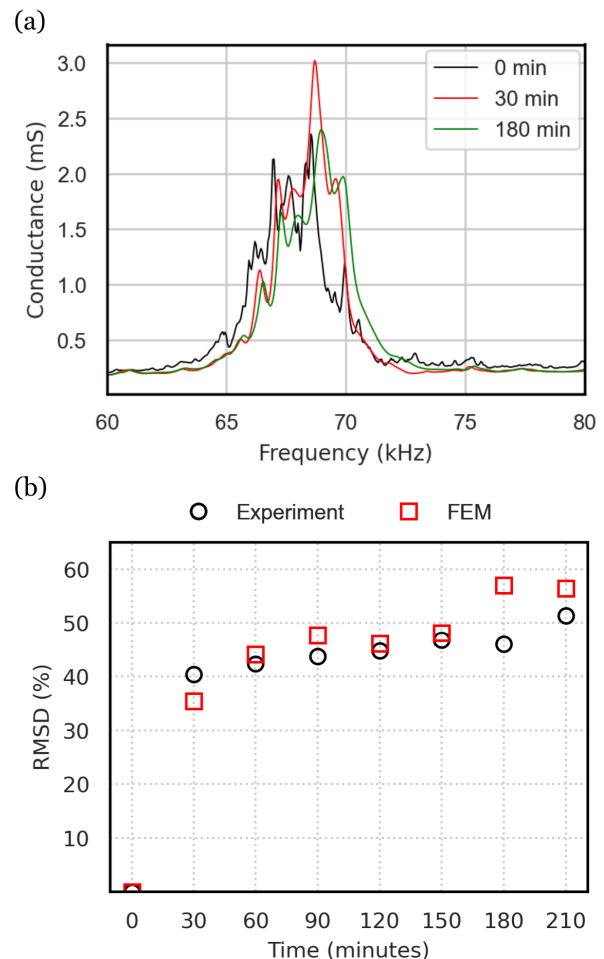 (a)
3.0
2.5
2.0
1.5
1.0
0.5
Conductance (mS)
0 min
30 min
180 min
60 65 70 75 80
Frequency (kHz)
(b)
Experiment FEM
60
50
40
30
20
10
RMSD (%)
0 30 60 90 120 150 180 210
Time (minutes)